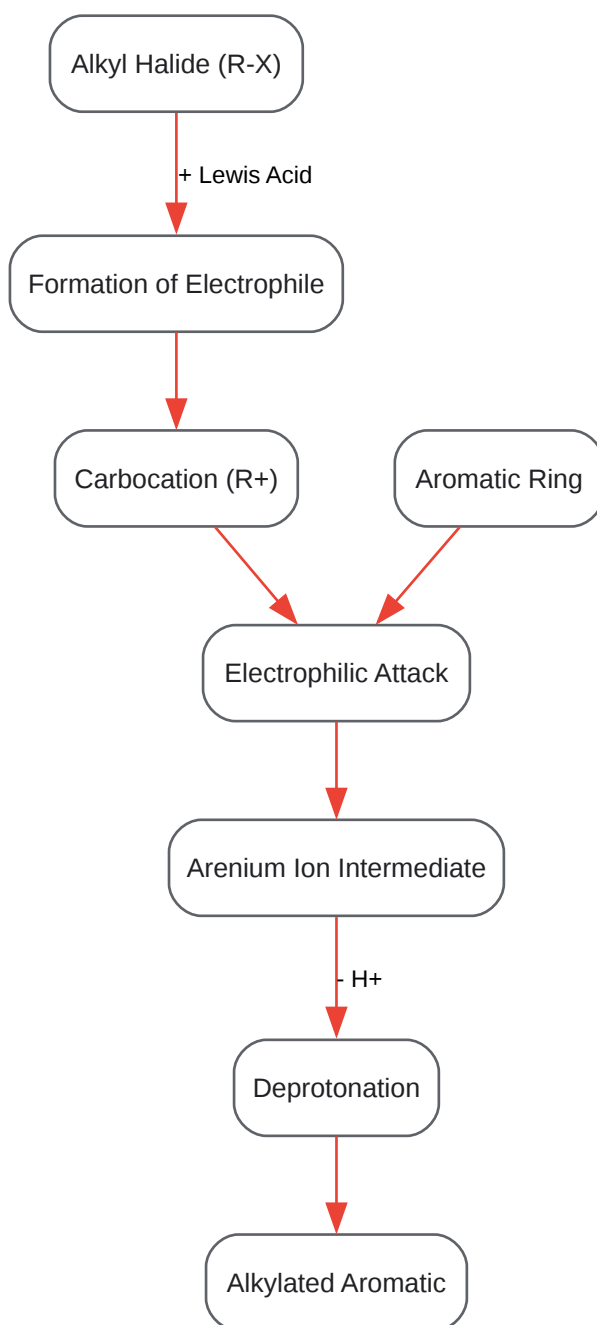 Alkyl Halide (R-X)
+ Lewis Acid
Formation of Electrophile
Carbocation (R+)
Aromatic Ring
Electrophilic Attack
Arenium Ion Intermediate
- H+
Deprotonation
Alkylated Aromatic